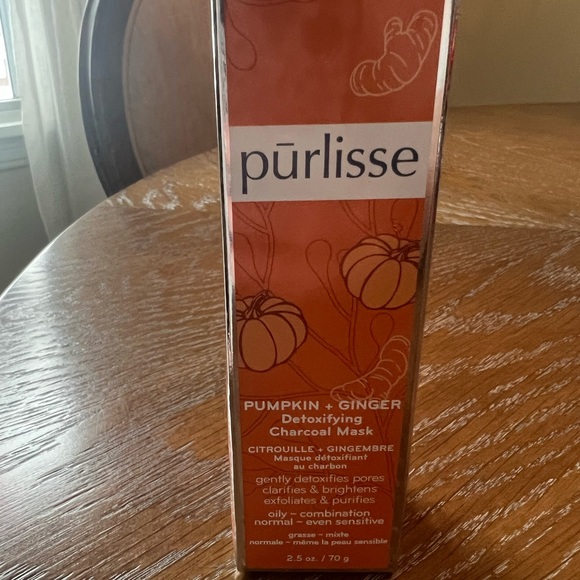 pūrlisse
PUMPKIN + GINGER
Detoxifying
Charcoal Mask
CITROUILLE + GINGEMBRE
Masque détoxifiant
au charbon
gently detoxifies pores
clarifies & brightens
exfoliates & purifies
oily ~ combination
normal ~ even sensitive
grasse ~ mixte
normale ~ même la peau sensible
2.5 oz. / 70 g